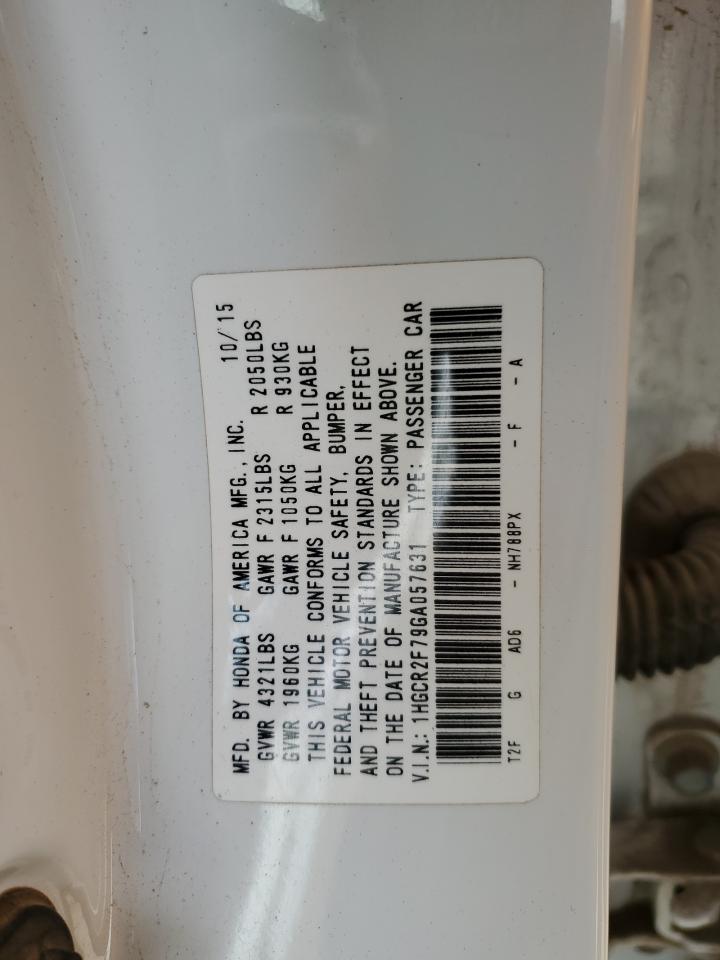 MFD. BY HONDA OF AMERICA MFG., INC. 10/15
GVWR 4321LBS GAWR F 2315LBS R 2050LBS
GVWR 1960KG GAWR F 1050KG R 930KG
THIS VEHICLE CONFORMS TO ALL APPLICABLE
FEDERAL MOTOR VEHICLE SAFETY, BUMPER,
AND THEFT PREVENTION STANDARDS IN EFFECT
ON THE DATE OF MANUFACTURE SHOWN ABOVE.
V.I.N.: 1HGCR2F79GA057631 TYPE: PASSENGER CAR
T2F G AD6 - NH788PX - F - A